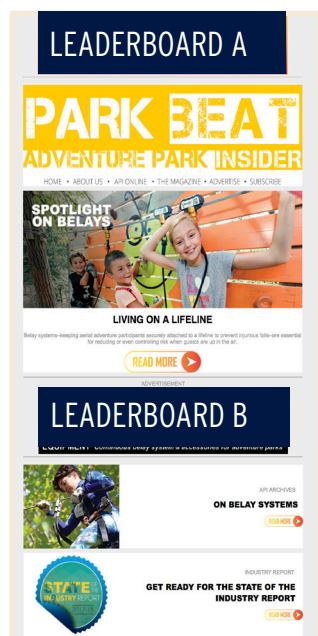 LEADERBOARD A
PARK BEAT
ADVENTURE PARK INSIDER
HOME • ABOUT US • API ONLINE • THE MAGAZINE • ADVERTISE • SUBSCRIBE
SPOTLIGHT
ON BELAYS
LIVING ON A LIFELINE
Belay systems–keeping aerial adventure participants securely attached to a lifeline to prevent injurious falls–are essential
for reducing or even controlling risk when guests are up in the air.
READ MORE
ADVERTISEMENT
LEADERBOARD B
EQUIPMENT Continuous belay system & accessories for adventure parks
API ARCHIVES
ON BELAY SYSTEMS
READ MORE
INDUSTRY REPORT
STATE OF
THE
INDUSTRY REPORT
GET READY FOR THE STATE OF THE
INDUSTRY REPORT
READ MORE